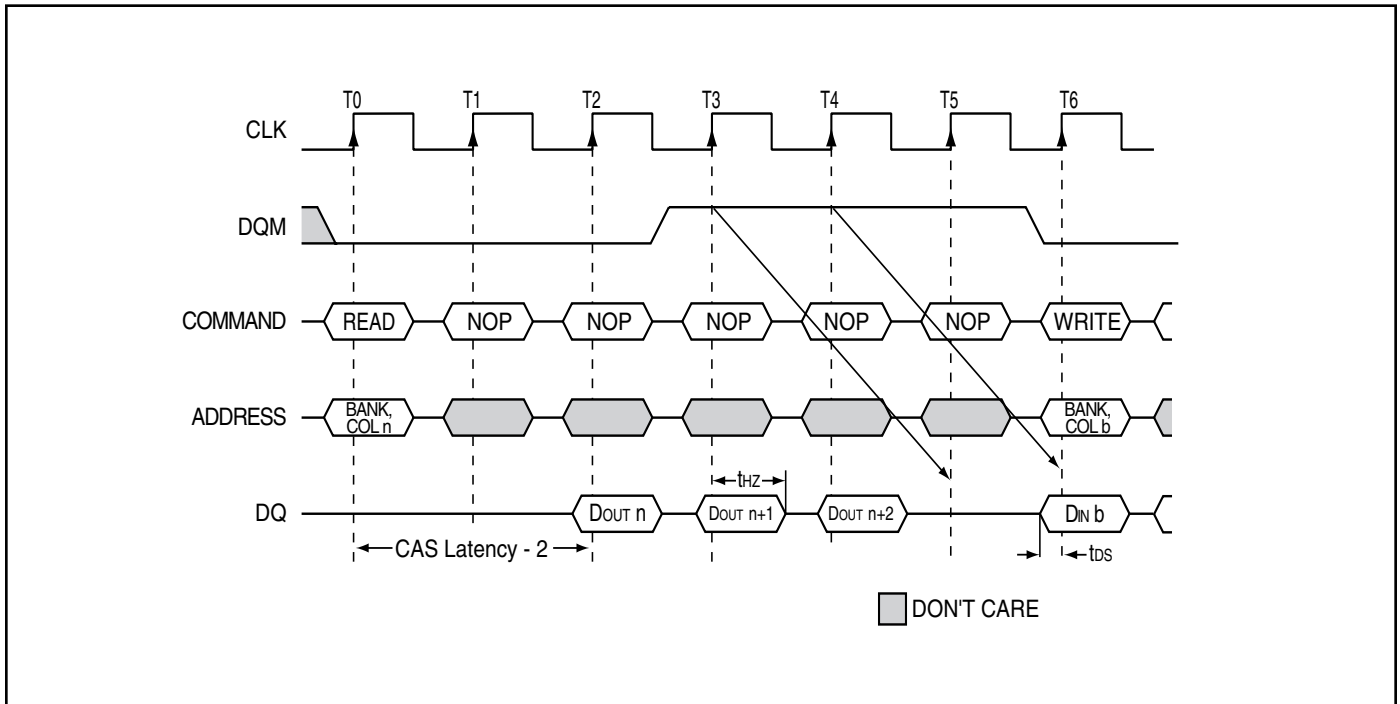 T0 T1 T2 T3 T4 T5 T6
CLK
DQM
COMMAND READ NOP NOP NOP NOP NOP WRITE
ADDRESS BANK, COL n BANK, COL b
tHZ
DQ DOUT n DOUT n+1 DOUT n+2 DIN b
CAS Latency - 2 tDS
DON'T CARE